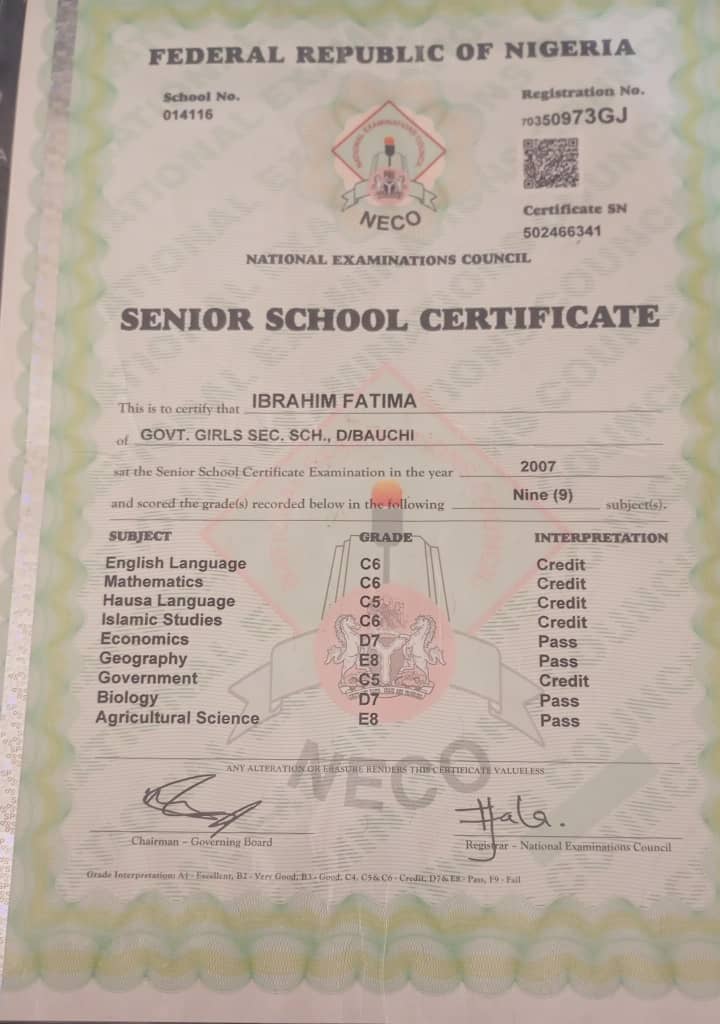 FEDERAL REPUBLIC OF NIGERIA
School No.
014116
Registration No.
70350973GJ
NATIONAL EXAMINATIONS COUNCIL
NECO
Certificate SN
502466341
NATIONAL EXAMINATIONS COUNCIL
SENIOR SCHOOL CERTIFICATE
This is to certify that IBRAHIM FATIMA
of GOVT. GIRLS SEC. SCH., D/BAUCHI
sat the Senior School Certificate Examination in the year 2007
and scored the grade(s) recorded below in the following Nine (9) subject(s).
SUBJECT GRADE INTERPRETATION
English Language C6 Credit
Mathematics C6 Credit
Hausa Language C5 Credit
Islamic Studies C6 Credit
Economics D7 Pass
Geography E8 Pass
Government C5 Credit
Biology D7 Pass
Agricultural Science E8 Pass
NECO
ANY ALTERATION OR ERASURE RENDERS THIS CERTIFICATE VALUELESS
Chairman - Governing Board
Registrar - National Examinations Council
Grade Interpretation: A1 - Excellent, B2 - Very Good, B3 - Good, C4, C5 & C6 - Credit, D7 & E8 - Pass, F9 - Fail